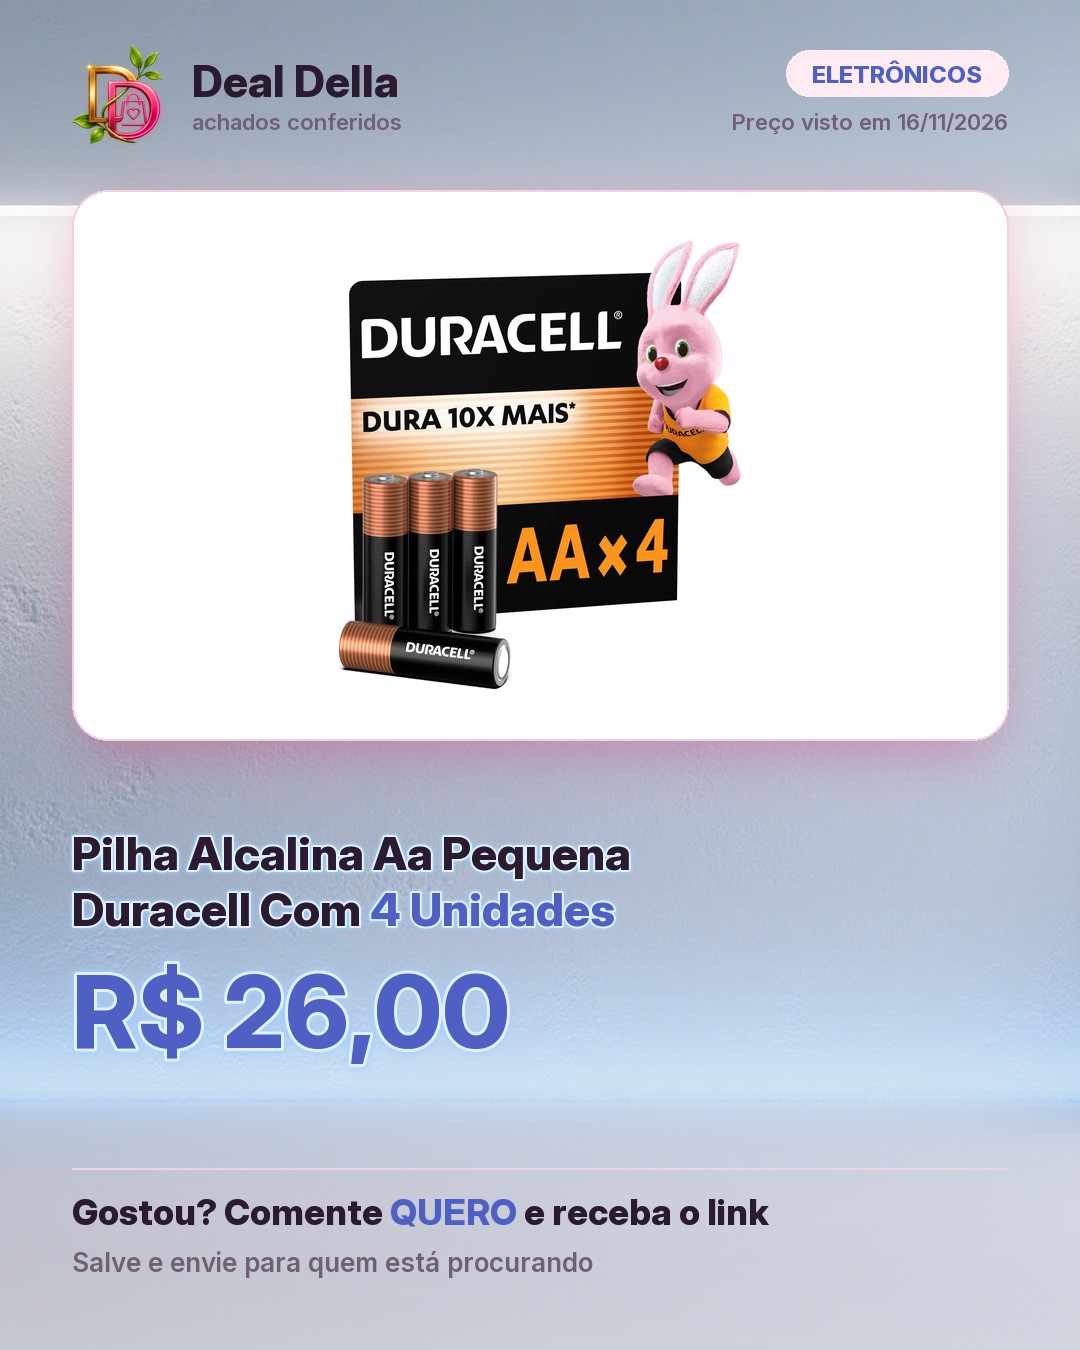 Deal Della
achados conferidos
ELETRÔNICOS
Preço visto em 16/11/2026
DURACELL®
DURA 10X MAIS*
DURACELL
AA x 4
DURACELL®
DURACELL®
DURACELL®
DURACELL®
Pilha Alcalina Aa Pequena
Duracell Com 4 Unidades
R$ 26,00
Gostou? Comente QUERO e receba o link
Salve e envie para quem está procurando